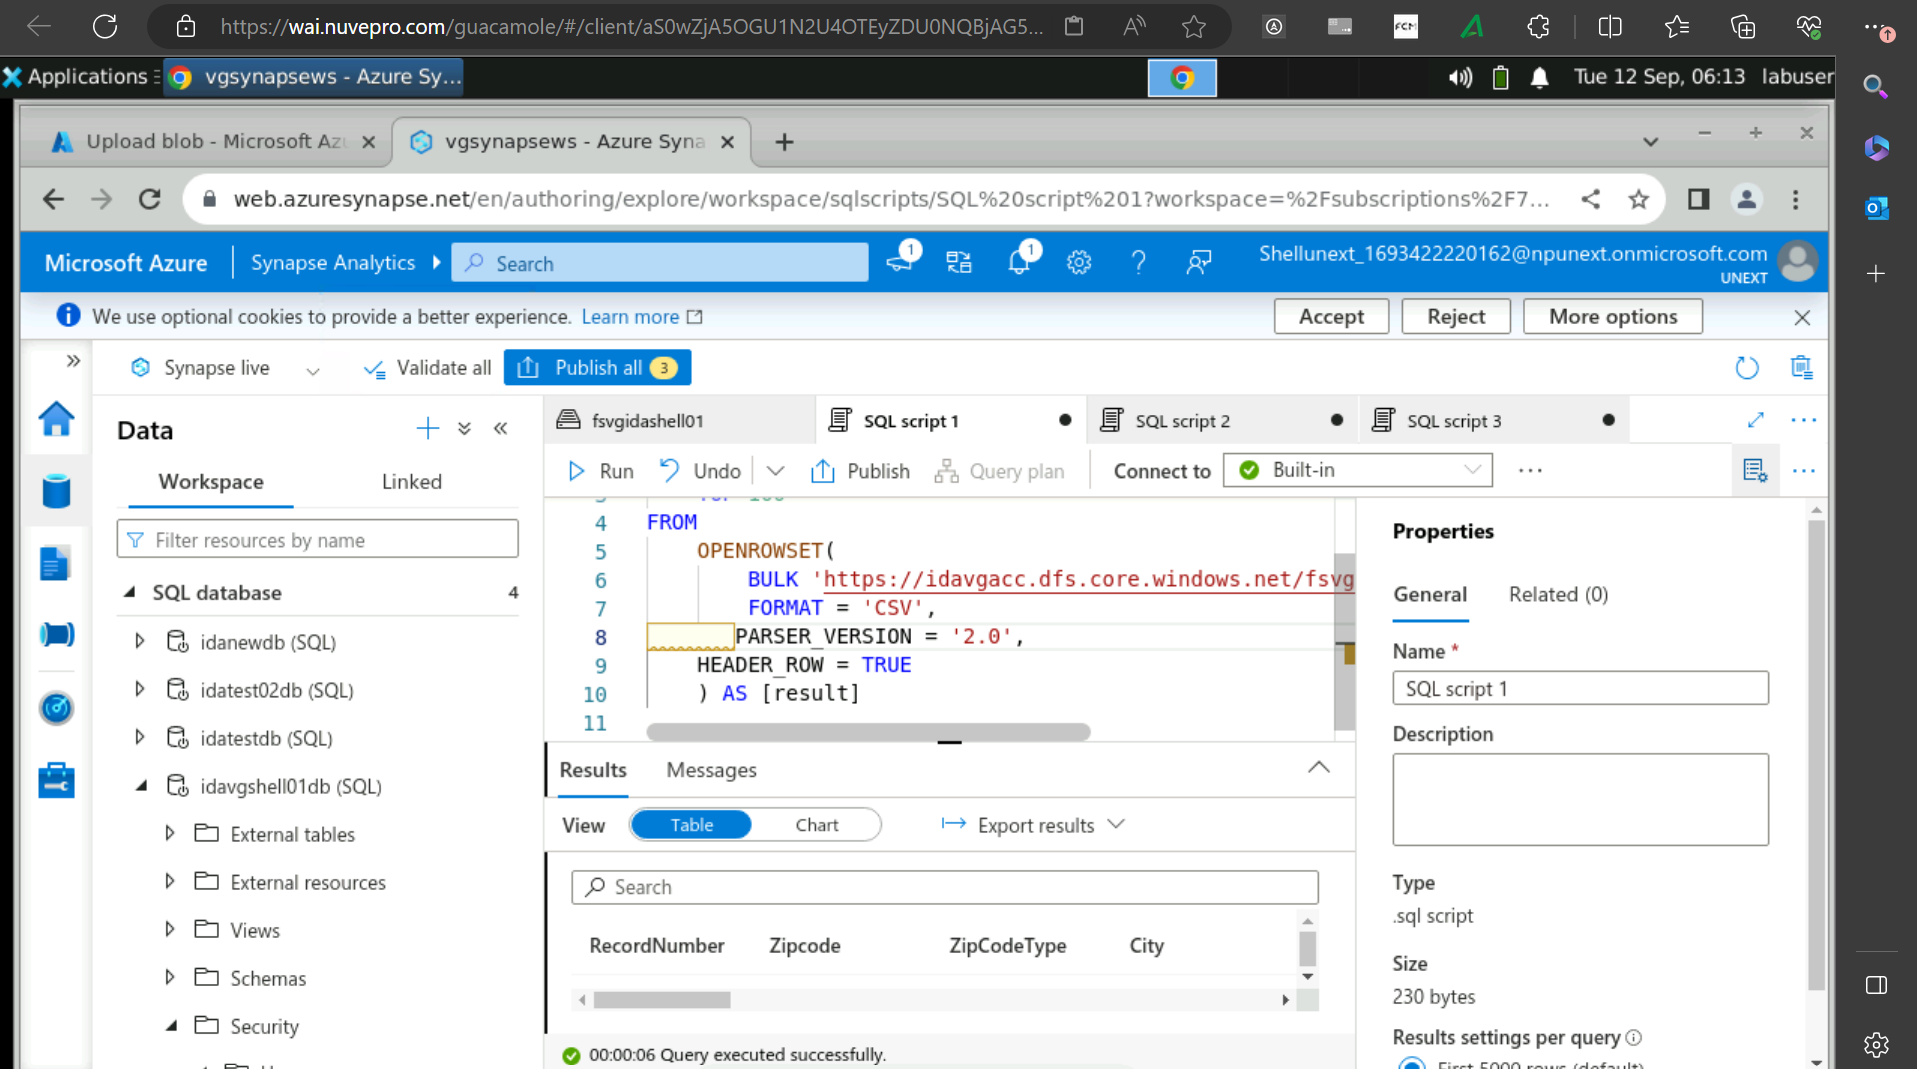 https://wai.nuvepro.com/guacamole/#/client/aS0wZjA5OGU1N2U4OTEyZDU0NQBjAG5...
FCM
Applications
vgsynapsews - Azure Sy...
Tue 12 Sep, 06:13
labuser
Upload blob - Microsoft Az
vgsynapsews - Azure Syna
web.azuresynapse.net/en/authoring/explore/workspace/sqlscripts/SQL%20script%201?workspace=%2Fsubscriptions%2F7...
Microsoft Azure
Synapse Analytics
Search
1
1
Shellunext_1693422220162@npunext.onmicrosoft.com
UNEXT
We use optional cookies to provide a better experience. Learn more
Accept
Reject
More options
Synapse live
Validate all
Publish all 3
Data
Workspace
Linked
Filter resources by name
SQL database 4
idanewdb (SQL)
idatest02db (SQL)
idatestdb (SQL)
idavgshell01db (SQL)
External tables
External resources
Views
Schemas
Security
fsvgidashell01
SQL script 1
SQL script 2
SQL script 3
Run
Undo
Publish
Query plan
Connect to
Built-in
4 FROM
5 OPENROWSET(
6 BULK 'https://idavgacc.dfs.core.windows.net/fsvg
7 FORMAT = 'CSV',
8 PARSER_VERSION = '2.0',
9 HEADER_ROW = TRUE
10 ) AS [result]
11
Results
Messages
View
Table
Chart
Export results
Search
RecordNumber Zipcode ZipCodeType City
00:00:06 Query executed successfully.
Properties
General
Related (0)
Name *
SQL script 1
Description
Type
.sql script
Size
230 bytes
Results settings per query
First 5000 rows (default)